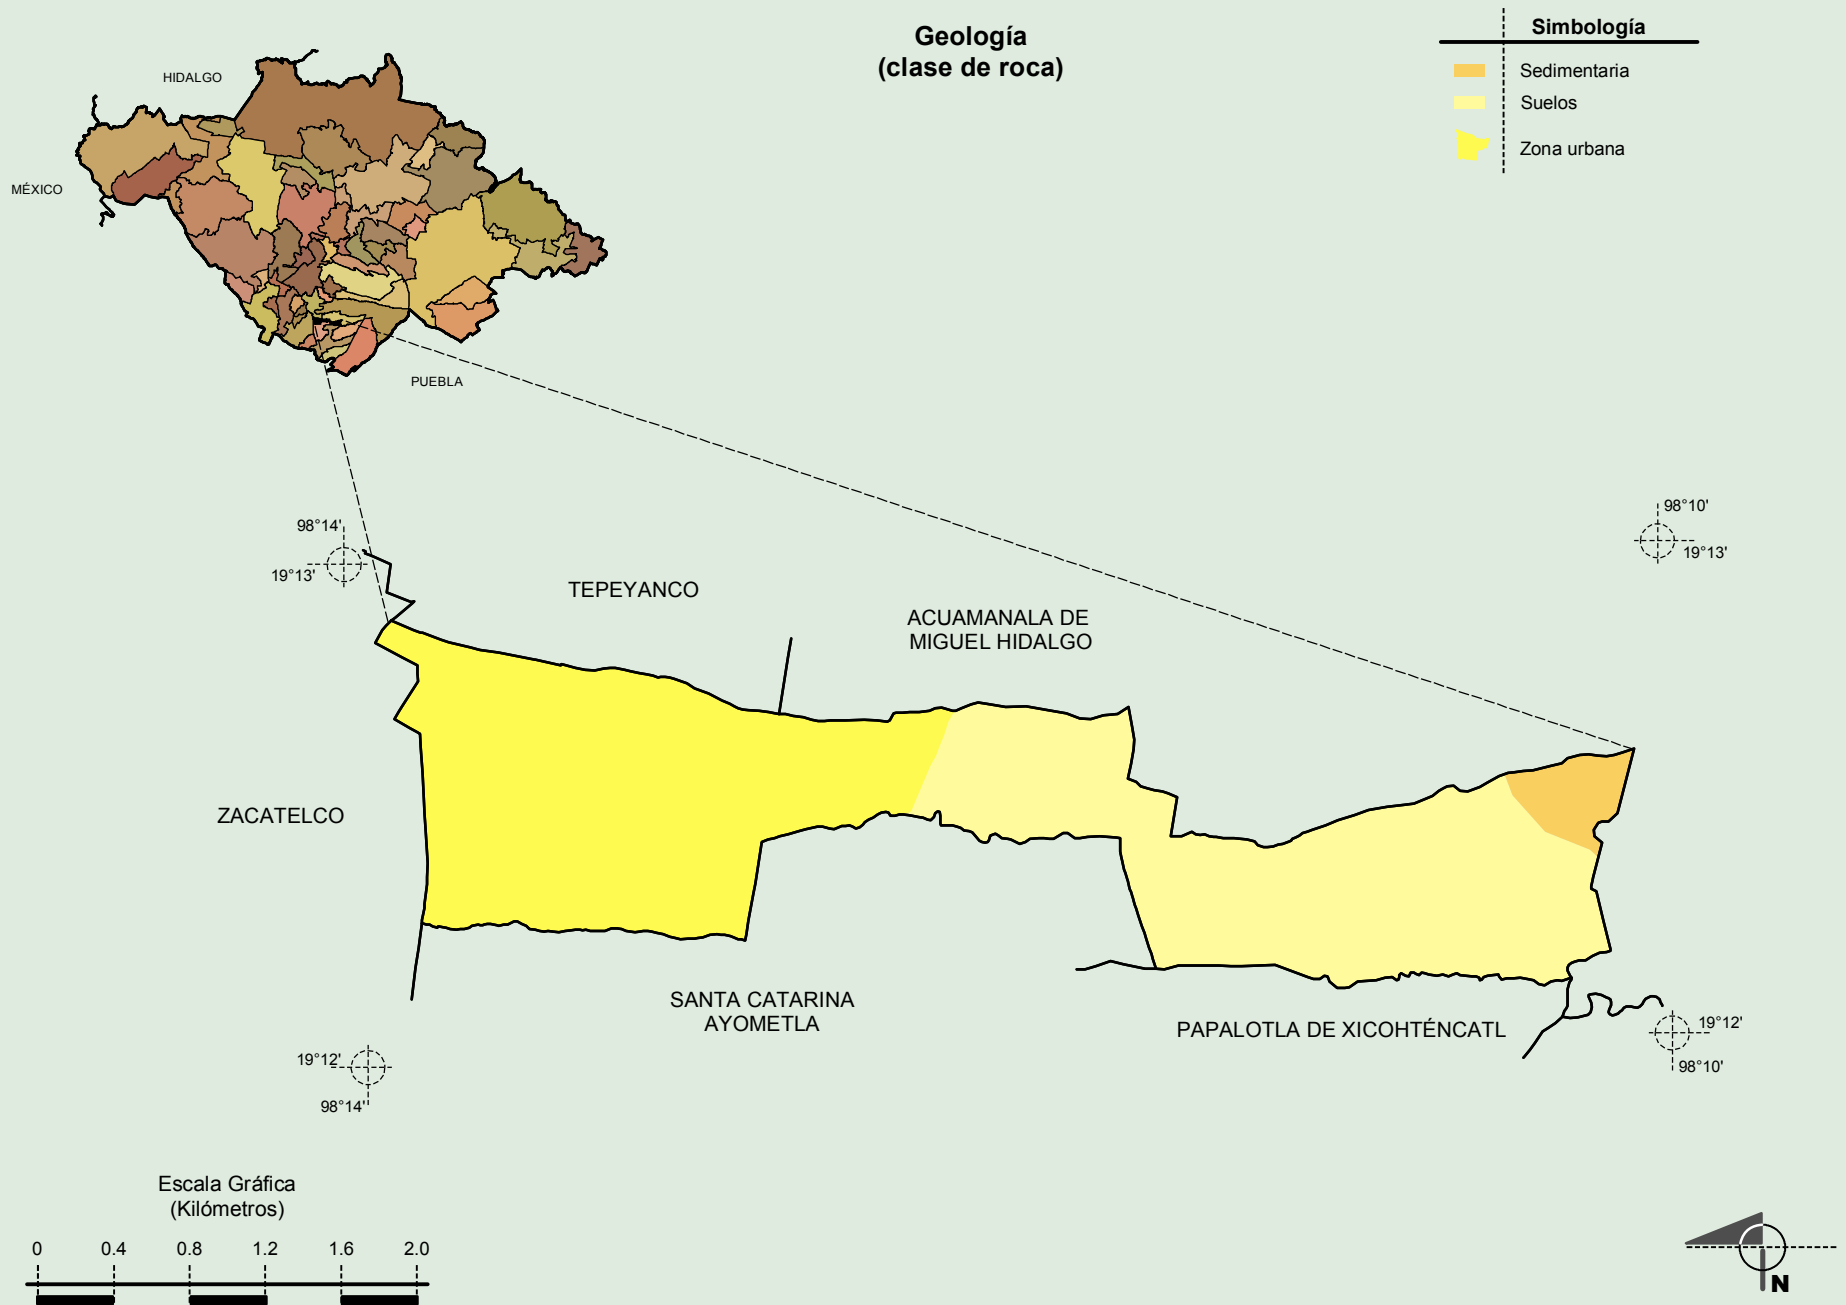 Geología
(clase de roca)
Simbología
Sedimentaria
Suelos
Zona urbana
HIDALGO
MÉXICO
PUEBLA
98°14'
19°13'
98°10'
19°13'
TEPEYANCO
ACUAMANALA DE
MIGUEL HIDALGO
ZACATELCO
SANTA CATARINA
AYOMETLA
PAPALOTLA DE XICOHTÉNCATL
19°12'
98°14'
19°12'
98°10'
Escala Gráfica
(Kilómetros)
0 0.4 0.8 1.2 1.6 2.0
N